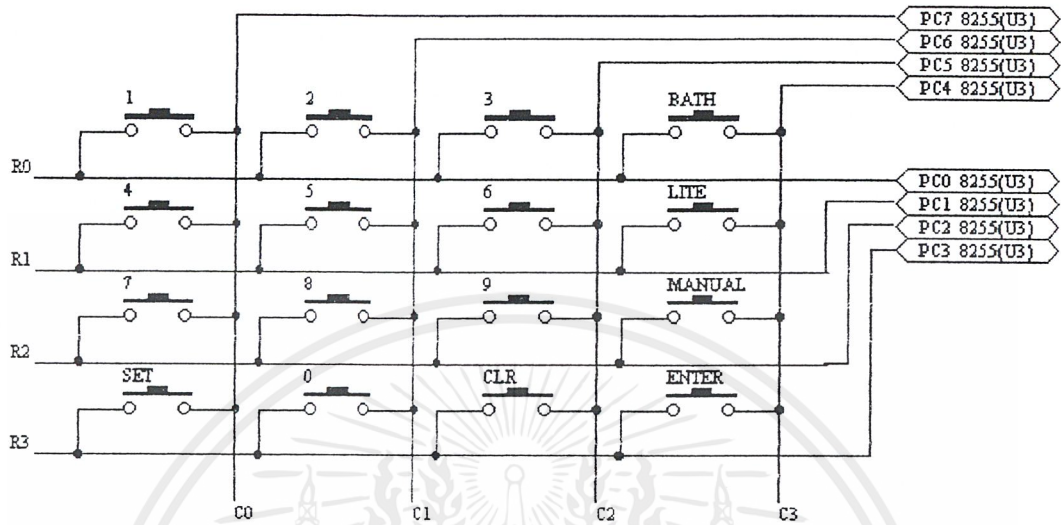 PC7 8255(U3)
PC6 8255(U3)
PC5 8255(U3)
PC4 8255(U3)
1 2 3 BATH
R0
PC0 8255(U3)
4 5 6 LITE
PC1 8255(U3)
PC2 8255(U3)
PC3 8255(U3)
R1
7 8 9 MANUAL
R2
SET 0 CLR ENTER
R3
C0 C1 C2 C3